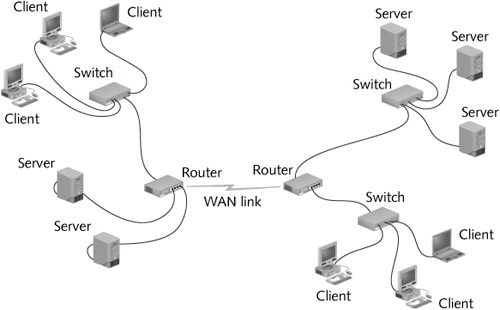 Client
Client
Client
Switch
Server
Server
Router
WAN link
Router
Server
Server
Switch
Server
Switch
Client
Client
Client